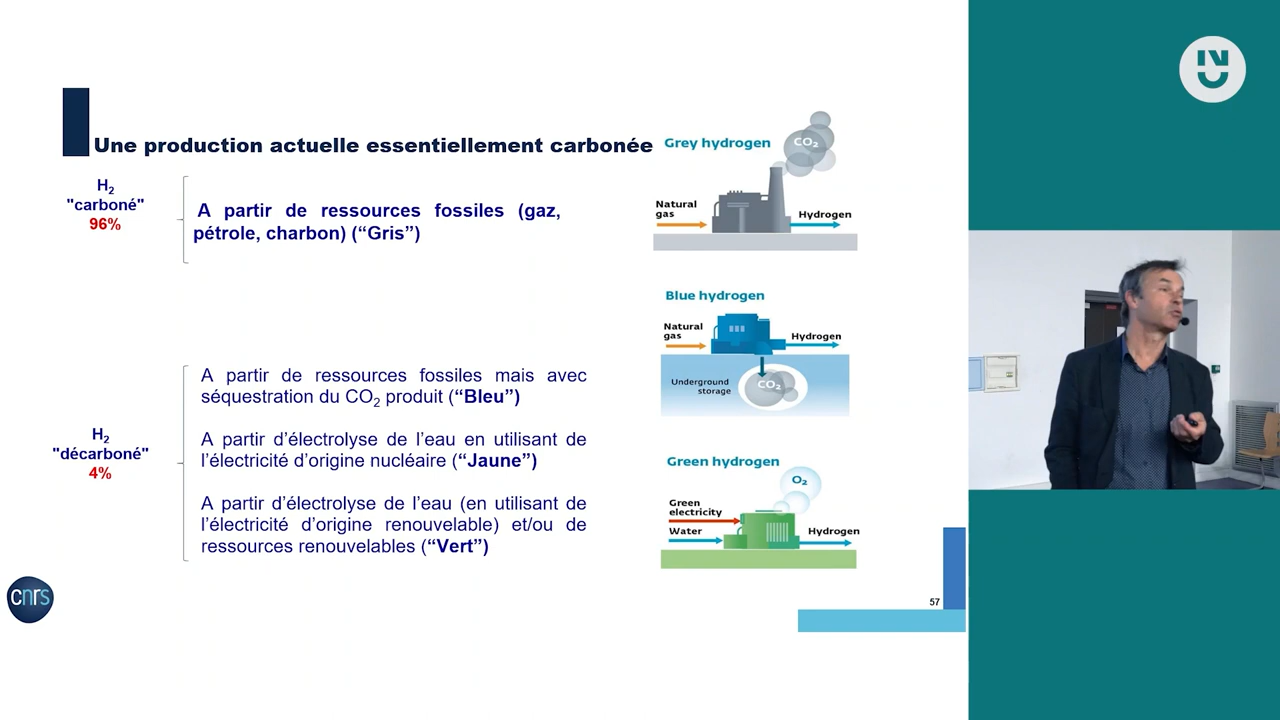 Une production actuelle essentiellement carbonée
H₂
"carboné"
96%
A partir de ressources fossiles (gaz,
pétrole, charbon) (“Gris”)
Grey hydrogen
CO₂
Natural
gas
Hydrogen
Blue hydrogen
Natural
gas
Hydrogen
Underground
storage
CO₂
H₂
"décarboné"
4%
A partir de ressources fossiles mais avec
séquestration du CO₂ produit (“Bleu”)
A partir d’électrolyse de l’eau en utilisant de
l’électricité d’origine nucléaire (“Jaune”)
A partir d’électrolyse de l’eau (en utilisant de
l’électricité d’origine renouvelable) et/ou de
ressources renouvelables (“Vert”)
Green hydrogen
O₂
Green
electricity
Water
Hydrogen
cnrs
57